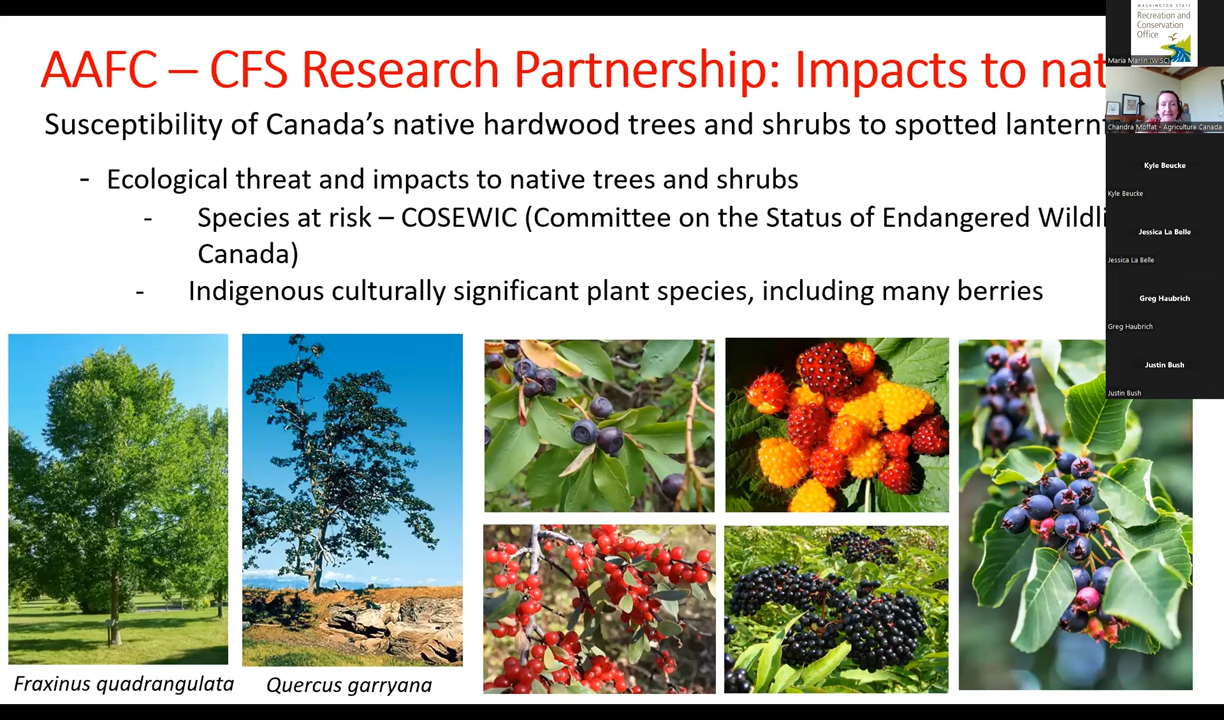 AAFC – CFS Research Partnership: Impacts to nat
Susceptibility of Canada's native hardwood trees and shrubs to spotted lantern
- Ecological threat and impacts to native trees and shrubs
- Species at risk – COSEWIC (Committee on the Status of Endangered Wildli
Canada)
- Indigenous culturally significant plant species, including many berries
Fraxinus quadrangulata
Quercus garryana
WASHINGTON STATE
Recreation and
Conservation
Office
Maria Marlin (WISC)
Chandra Moffat - Agriculture Canada
Kyle Beucke
Kyle Beucke
Jessica La Belle
Jessica La Belle
Greg Haubrich
Greg Haubrich
Justin Bush
Justin Bush